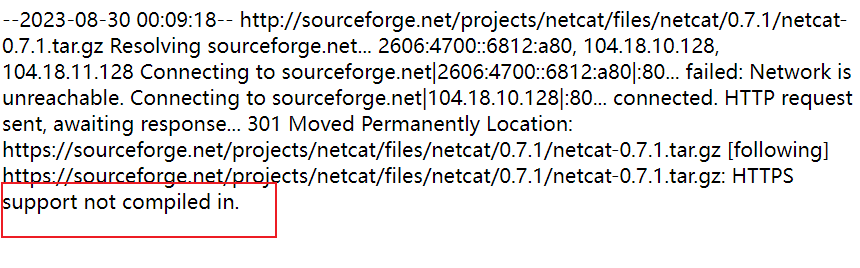 --2023-08-30 00:09:18-- http://sourceforge.net/projects/netcat/files/netcat/0.7.1/netcat-
0.7.1.tar.gz Resolving sourceforge.net... 2606:4700::6812:a80, 104.18.10.128,
104.18.11.128 Connecting to sourceforge.net|2606:4700::6812:a80|:80... failed: Network is
unreachable. Connecting to sourceforge.net|104.18.10.128|:80... connected. HTTP request
sent, awaiting response... 301 Moved Permanently Location:
https://sourceforge.net/projects/netcat/files/netcat/0.7.1/netcat-0.7.1.tar.gz [following]
https://sourceforge.net/projects/netcat/files/netcat/0.7.1/netcat-0.7.1.tar.gz: HTTPS
support not compiled in.